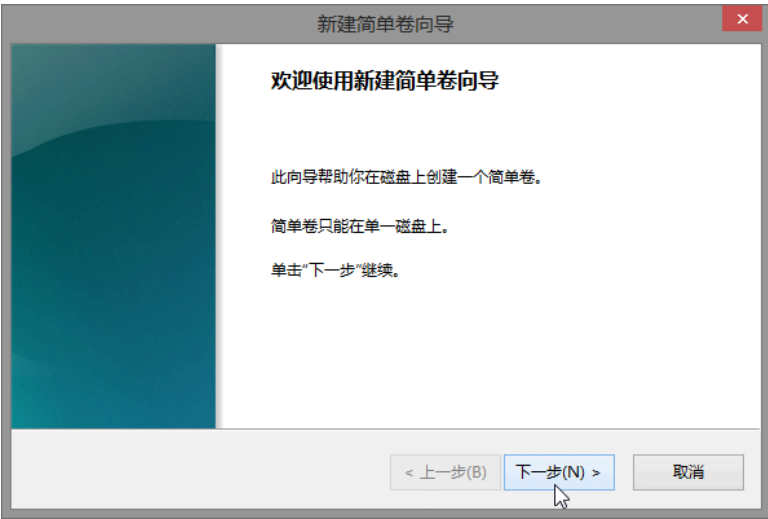 新建简单卷向导
欢迎使用新建简单卷向导
此向导帮助你在磁盘上创建一个简单卷。
简单卷只能在单一磁盘上。
单击"下一步"继续。
< 上一步(B)
下一步(N) >
取消